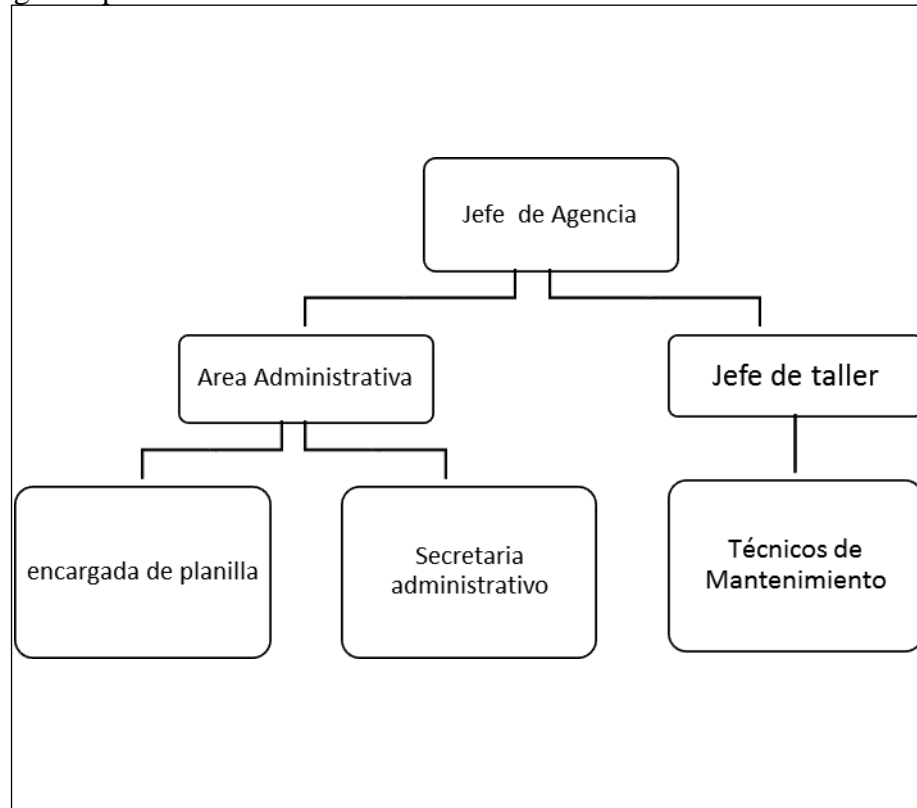 Jefe de Agencia
Area Administrativa
Jefe de taller
encargada de planilla
Secretaria
administrativo
Técnicos de
Mantenimiento